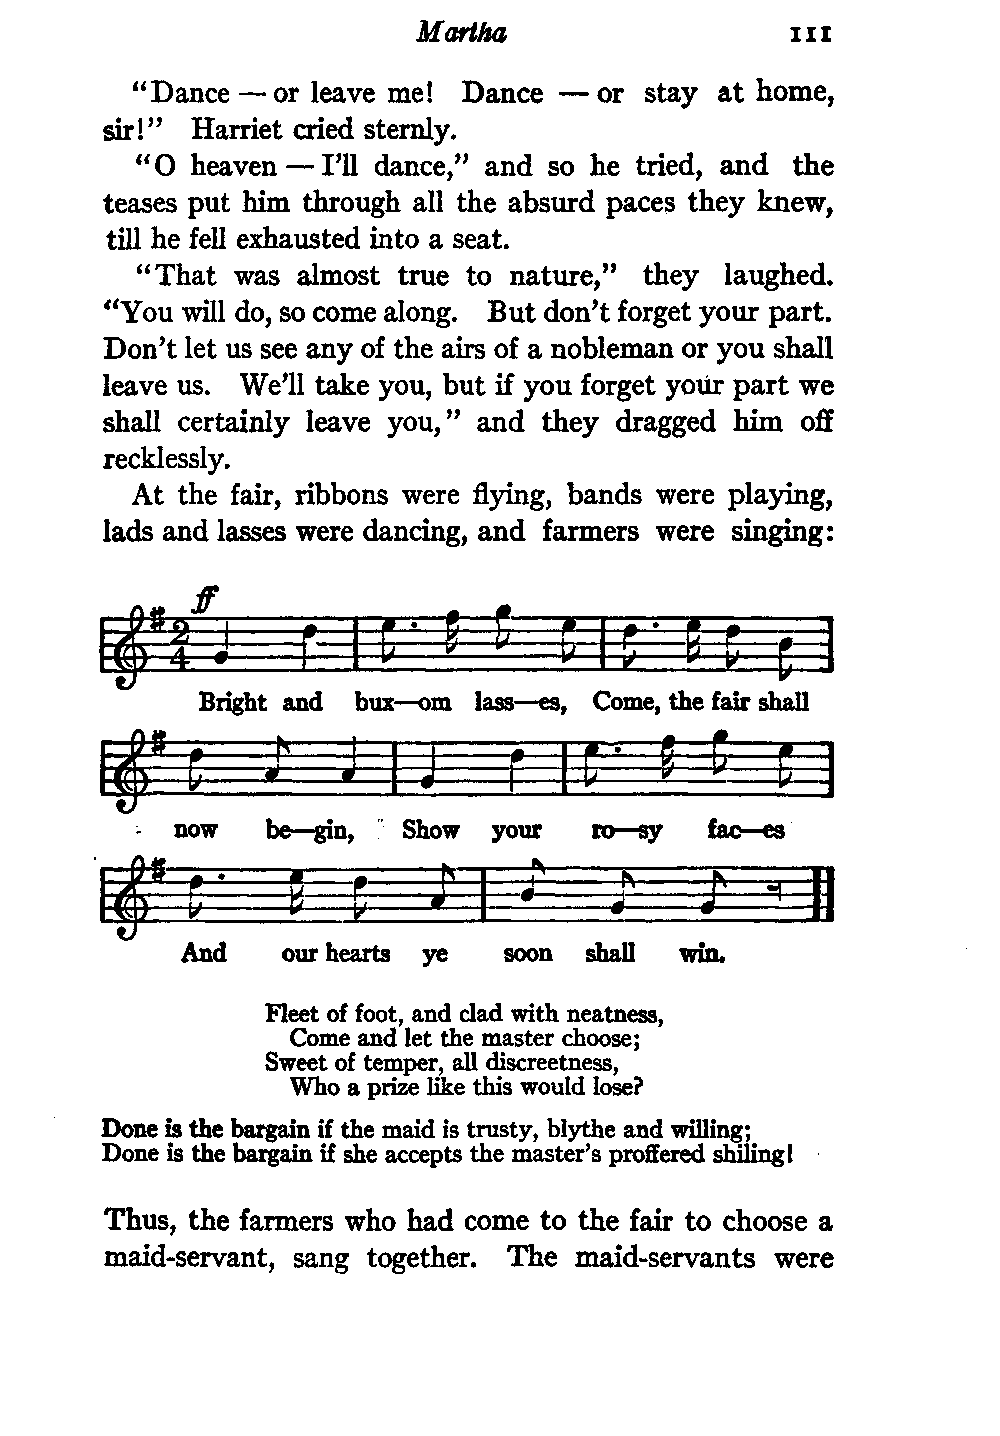 Martha 111
"Dance — or leave me! Dance — or stay at home,
sir!" Harriet cried sternly.
"O heaven — I'll dance," and so he tried, and the
teases put him through all the absurd paces they knew,
till he fell exhausted into a seat.
"That was almost true to nature," they laughed.
"You will do, so come along. But don't forget your part.
Don't let us see any of the airs of a nobleman or you shall
leave us. We'll take you, but if you forget your part we
shall certainly leave you," and they dragged him off
recklessly.
At the fair, ribbons were flying, bands were playing,
lads and lasses were dancing, and farmers were singing:
ff
2
4
Bright and bux—om lass—es, Come, the fair shall
now be—gin, Show your ro—sy fac—es
And our hearts ye soon shall win.
Fleet of foot, and clad with neatness,
Come and let the master choose;
Sweet of temper, all discreetness,
Who a prize like this would lose?
Done is the bargain if the maid is trusty, blythe and willing;
Done is the bargain if she accepts the master's proffered shiling!
Thus, the farmers who had come to the fair to choose a
maid-servant, sang together. The maid-servants were